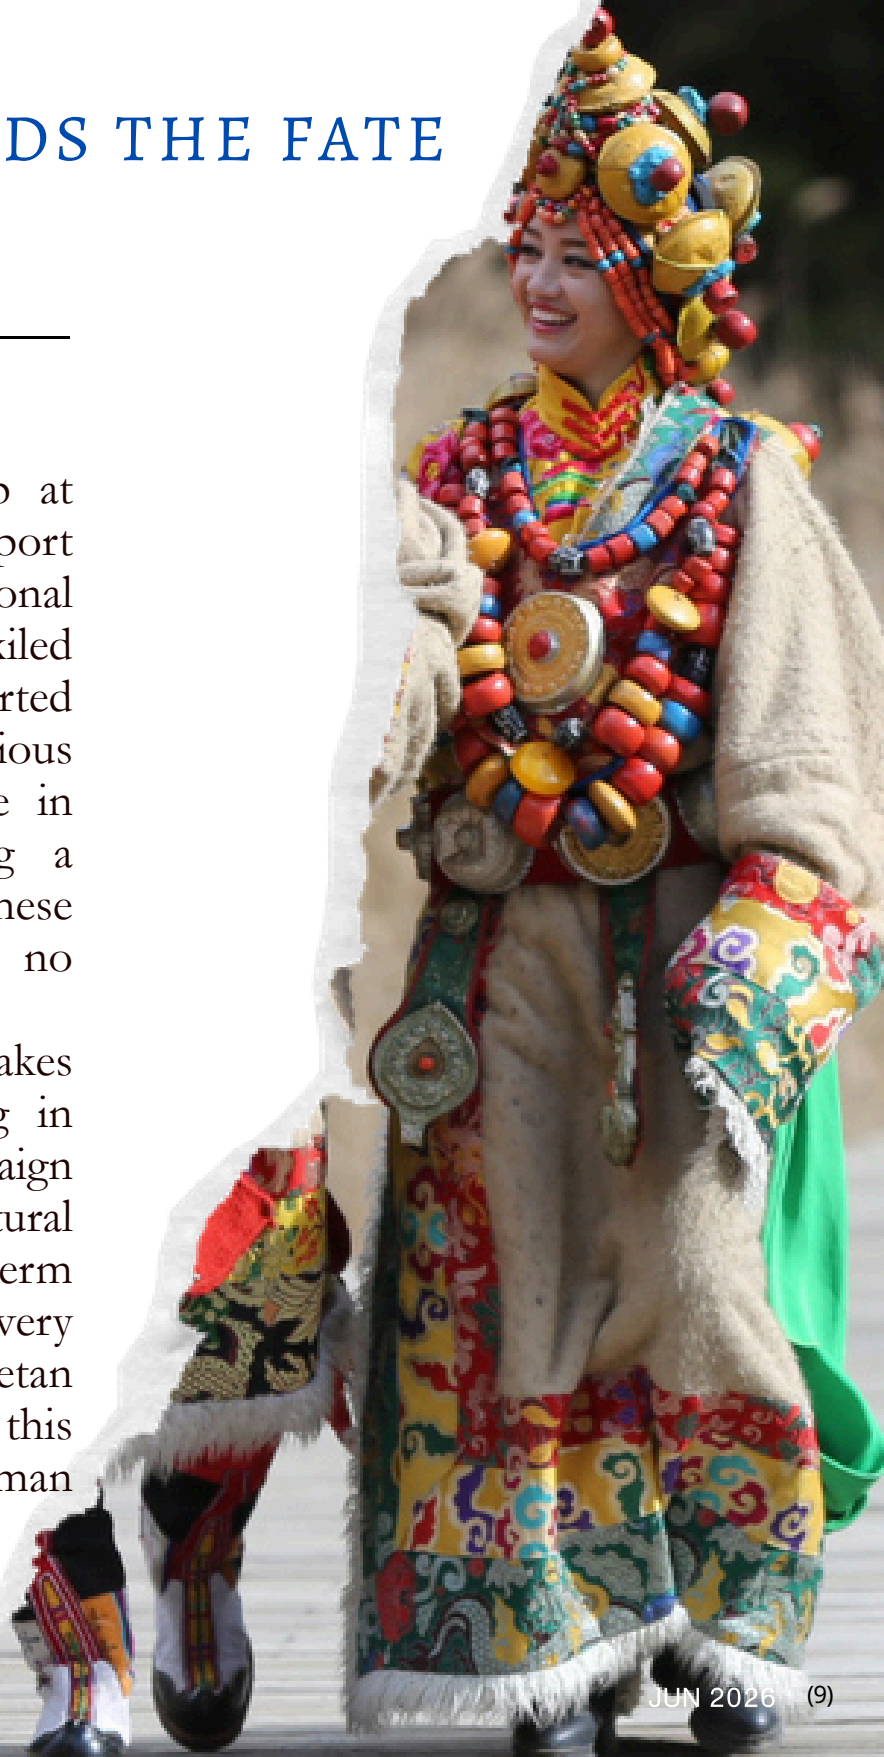 DS THE FATE
p at
port
onal
xiled
rted
ious
e in
g a
nese
no
akes
g in
aign
tural
erm
very
etan
this
man
JUN 2026 (9)